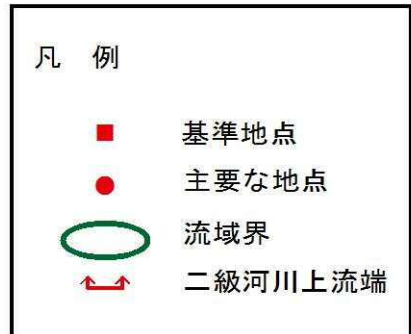 凡 例
基準地点
主要な地点
流域界
二級河川上流端